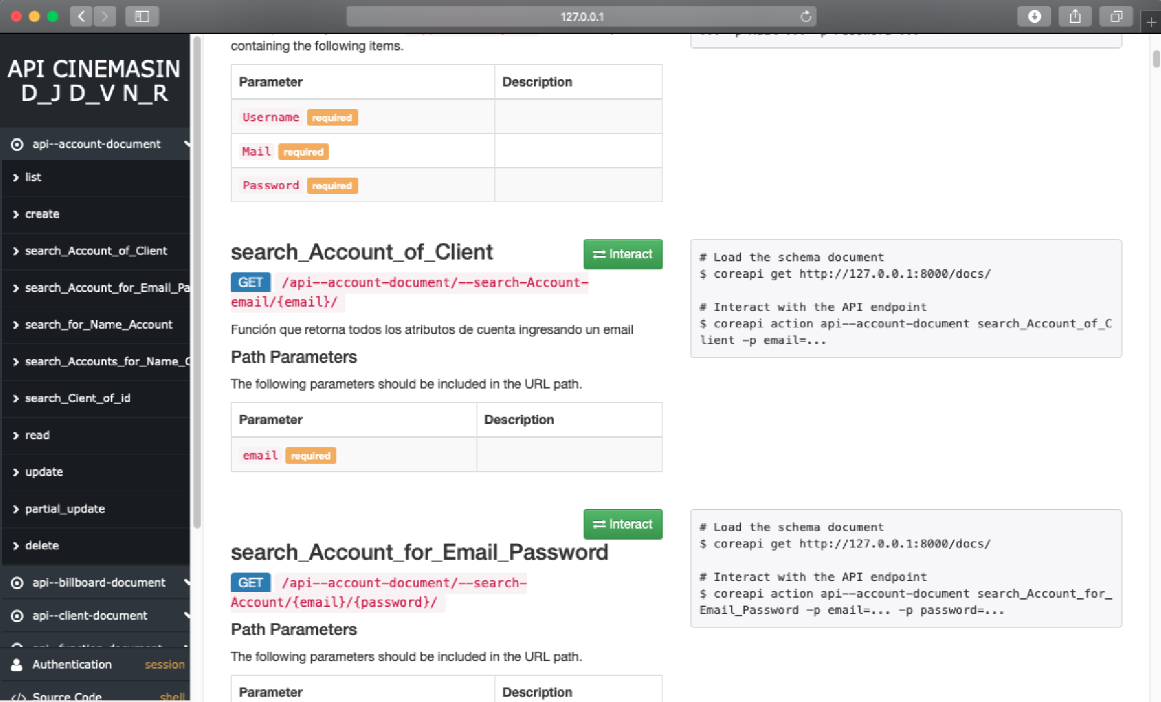 127.0.0.1
API CINEMASIN
D_J D_V N_R
api--account-document
list
create
search_Account_of_Client
search_Account_for_Email_Pa
search_for_Name_Account
search_Accounts_for_Name_C
search_Cient_of_id
read
update
partial_update
delete
api--billboard-document
api--client-document
Authentication session
Source Code shell
containing the following items.
Parameter Description
Username required
Mail required
Password required
search_Account_of_Client Interact
GET /api--account-document/--search-Account-
email/{email}/
Función que retorna todos los atributos de cuenta ingresando un email
Path Parameters
The following parameters should be included in the URL path.
Parameter Description
email required
Interact
search_Account_for_Email_Password
GET /api--account-document/--search-
Account/{email}/{password}/
Path Parameters
The following parameters should be included in the URL path.
Parameter Description
# Load the schema document
$ coreapi get http://127.0.0.1:8000/docs/
# Interact with the API endpoint
$ coreapi action api--account-document search_Account_of_C
lient -p email=...
# Load the schema document
$ coreapi get http://127.0.0.1:8000/docs/
# Interact with the API endpoint
$ coreapi action api--account-document search_Account_for_
Email_Password -p email=... -p password=...